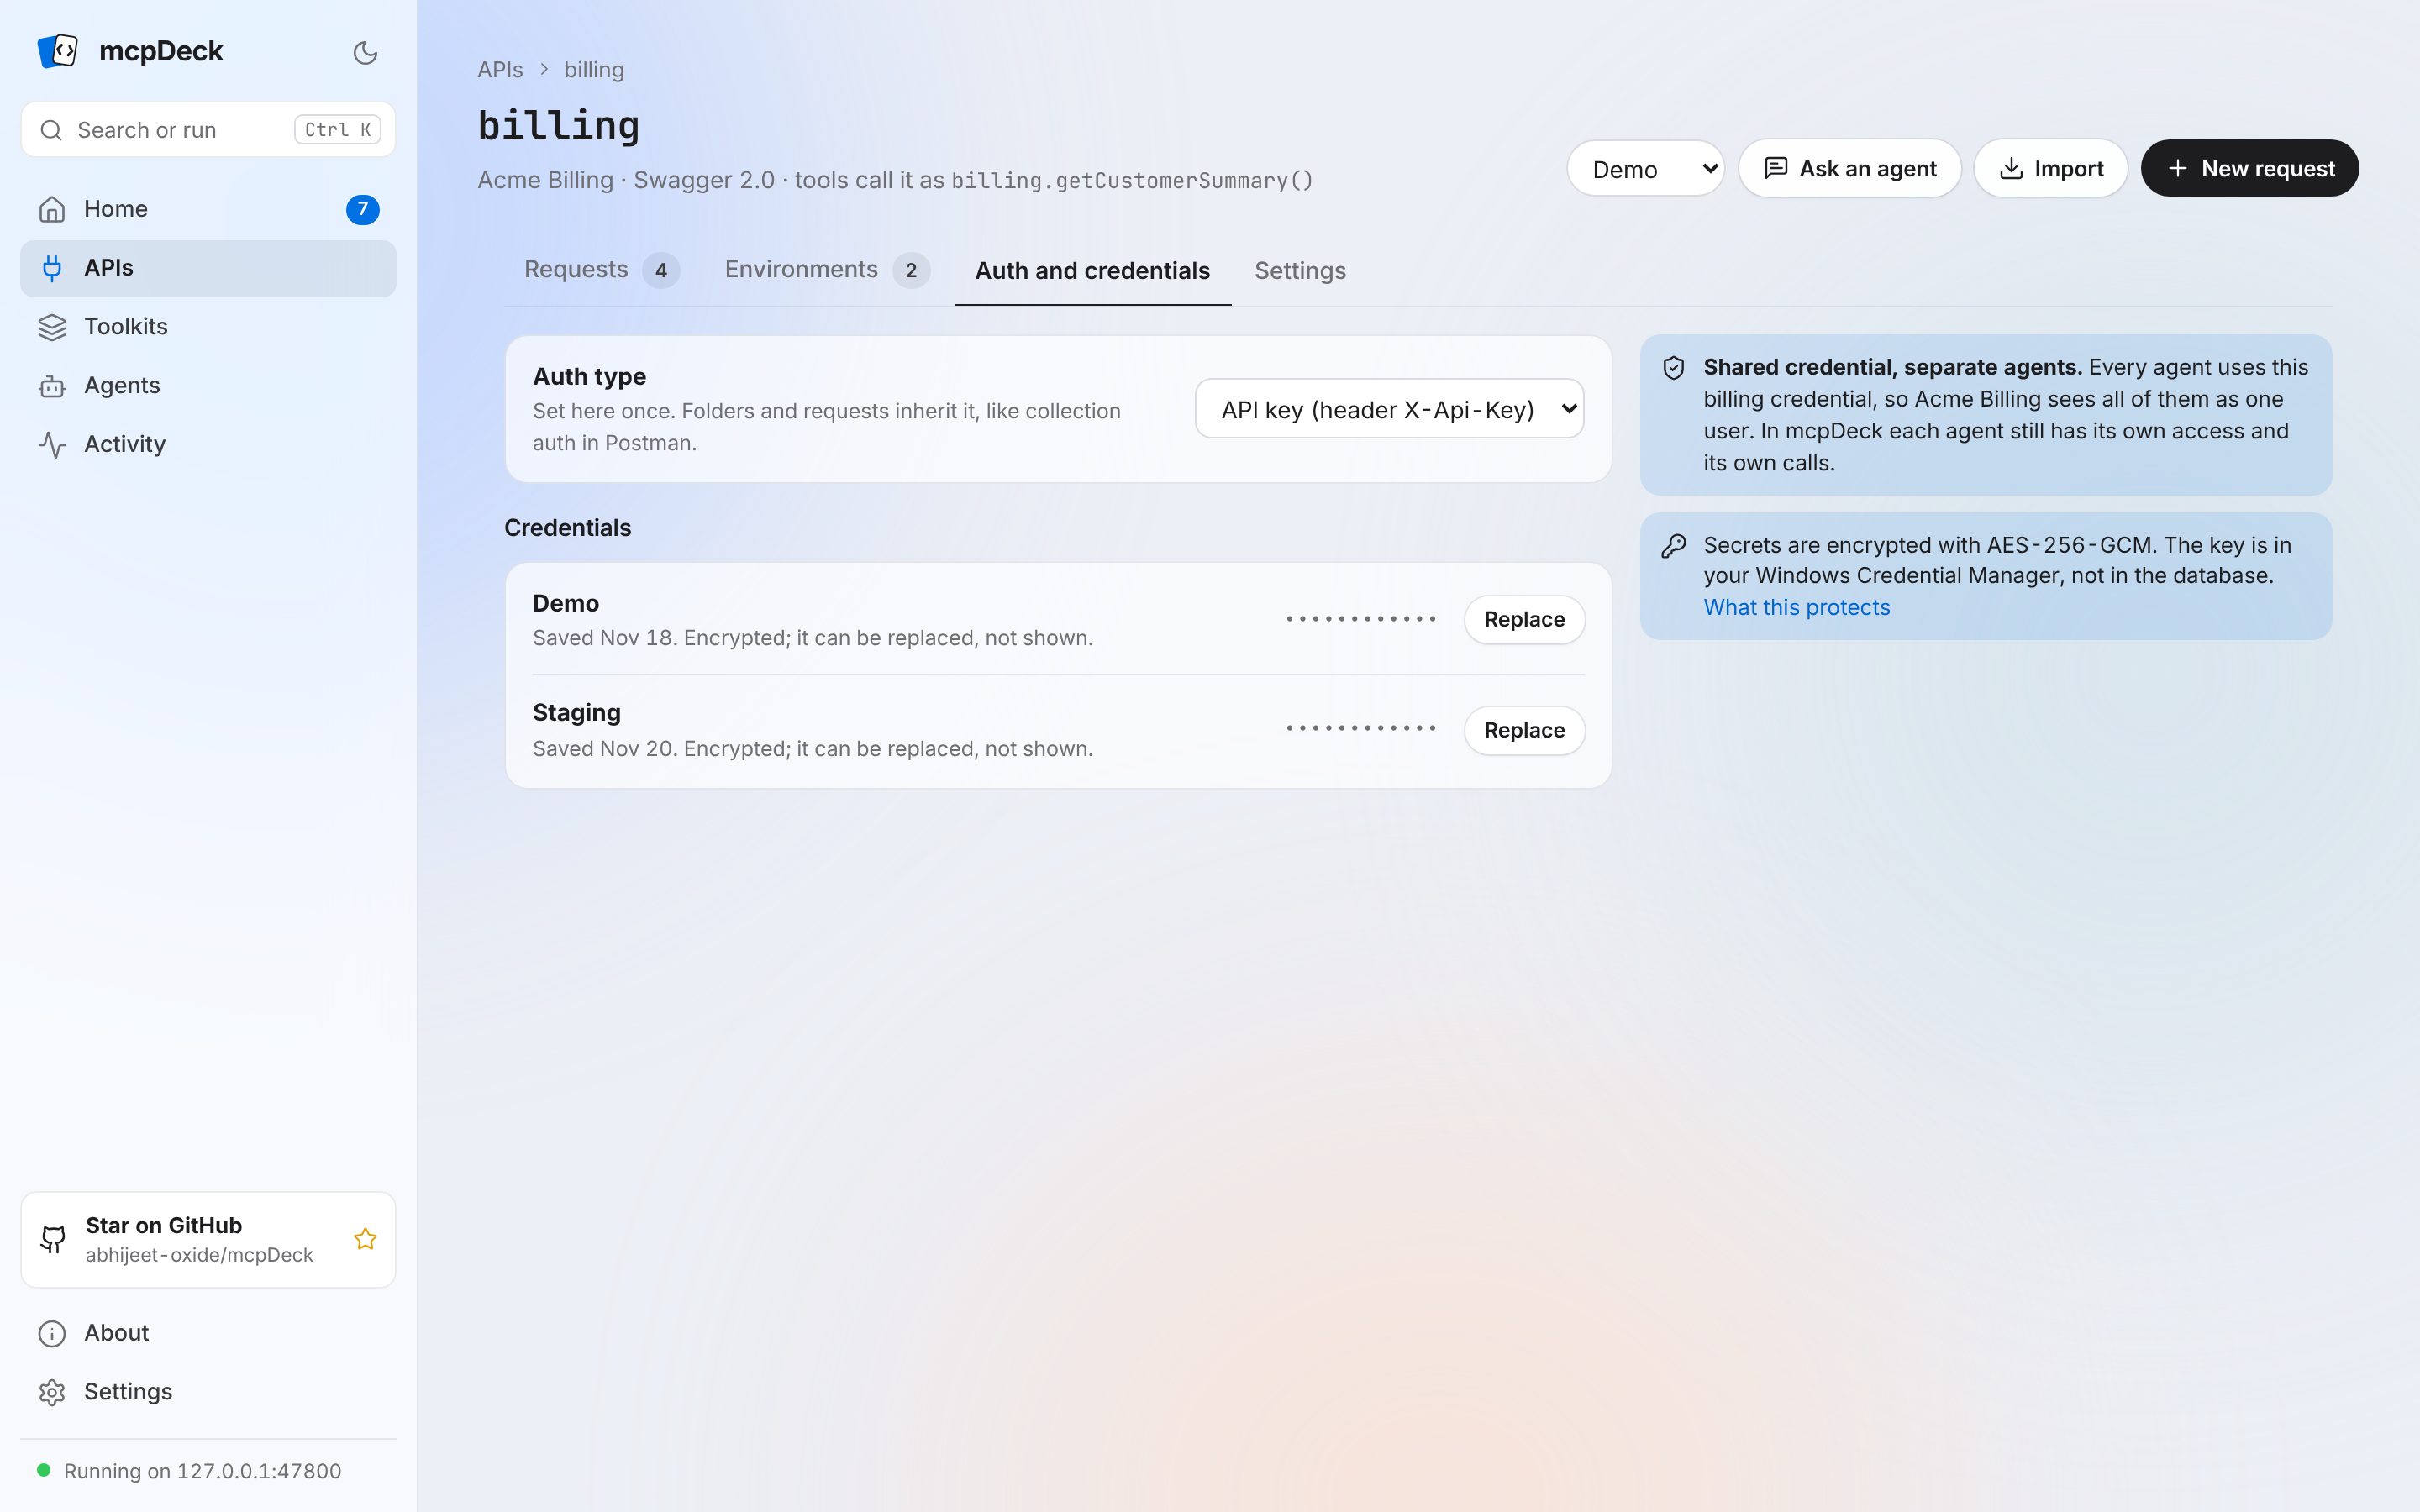 mcpDeck
Search or run
Ctrl K
Home
7
APIs
Toolkits
Agents
Activity
Star on GitHub
abhijeet-oxide/mcpDeck
About
Settings
Running on 127.0.0.1:47800
APIs > billing
billing
Acme Billing · Swagger 2.0 · tools call it as billing.getCustomerSummary()
Demo
Ask an agent
Import
New request
Requests 4
Environments 2
Auth and credentials
Settings
Auth type
Set here once. Folders and requests inherit it, like collection
auth in Postman.
API key (header X-Api-Key)
Credentials
Demo
Saved Nov 18. Encrypted; it can be replaced, not shown.
••••••••••••
Replace
Staging
Saved Nov 20. Encrypted; it can be replaced, not shown.
••••••••••••
Replace
Shared credential, separate agents. Every agent uses this
billing credential, so Acme Billing sees all of them as one
user. In mcpDeck each agent still has its own access and
its own calls.
Secrets are encrypted with AES-256-GCM. The key is in
your Windows Credential Manager, not in the database.
What this protects